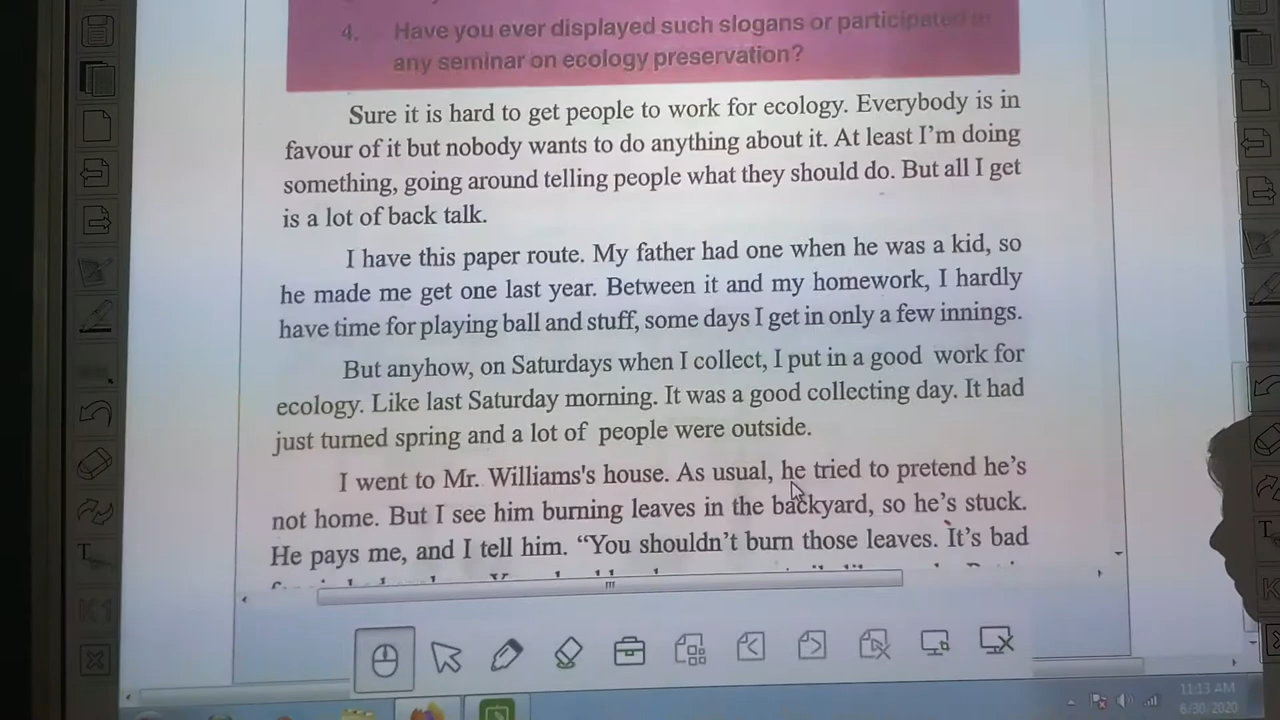 4. Have you ever displayed such slogans or participated in
any seminar on ecology preservation?
Sure it is hard to get people to work for ecology. Everybody is in
favour of it but nobody wants to do anything about it. At least I'm doing
something, going around telling people what they should do. But all I get
is a lot of back talk.
I have this paper route. My father had one when he was a kid, so
he made me get one last year. Between it and my homework, I hardly
have time for playing ball and stuff, some days I get in only a few innings.
But anyhow, on Saturdays when I collect, I put in a good work for
ecology. Like last Saturday morning. It was a good collecting day. It had
just turned spring and a lot of people were outside.
I went to Mr. Williams's house. As usual, he tried to pretend he's
not home. But I see him burning leaves in the backyard, so he's stuck.
He pays me, and I tell him. “You shouldn't burn those leaves. It's bad
11:13 AM
6/30/2020